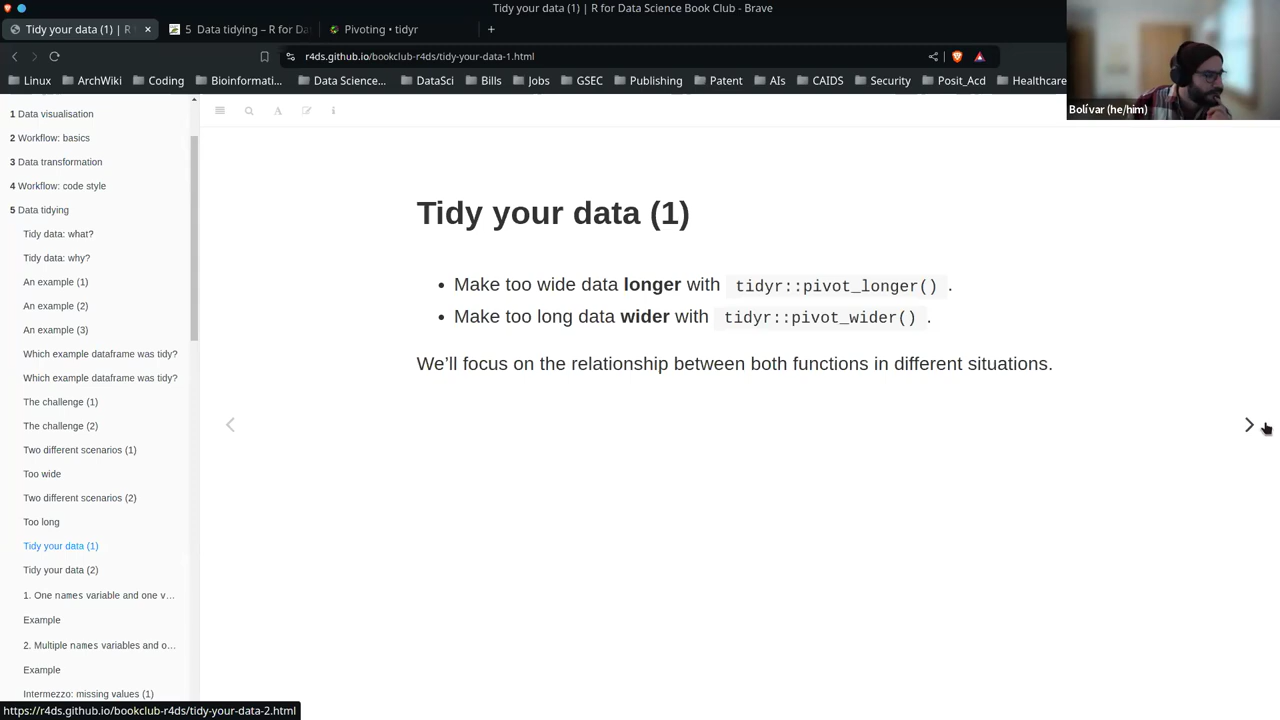 Tidy your data (1) | R for Data Science Book Club - Brave
Tidy your data (1) | R
5 Data tidying – R for Da
Pivoting • tidyr
r4ds.github.io/bookclub-r4ds/tidy-your-data-1.html
Linux
ArchWiki
Coding
Bioinformati...
Data Science...
DataSci
Bills
Jobs
GSEC
Publishing
Patent
AIs
CAIDS
Security
Posit_Acd
Healthcare
Bolívar (he/him)
1 Data visualisation
2 Workflow: basics
3 Data transformation
4 Workflow: code style
5 Data tidying
Tidy data: what?
Tidy data: why?
An example (1)
An example (2)
An example (3)
Which example dataframe was tidy?
Which example dataframe was tidy?
The challenge (1)
The challenge (2)
Two different scenarios (1)
Too wide
Two different scenarios (2)
Too long
Tidy your data (1)
Tidy your data (2)
1. One names variable and one v...
Example
2. Multiple names variables and o...
Example
Intermezzo: missing values (1)
Tidy your data (1)
• Make too wide data longer with tidyr::pivot_longer() .
• Make too long data wider with tidyr::pivot_wider() .
We'll focus on the relationship between both functions in different situations.
https://r4ds.github.io/bookclub-r4ds/tidy-your-data-2.html